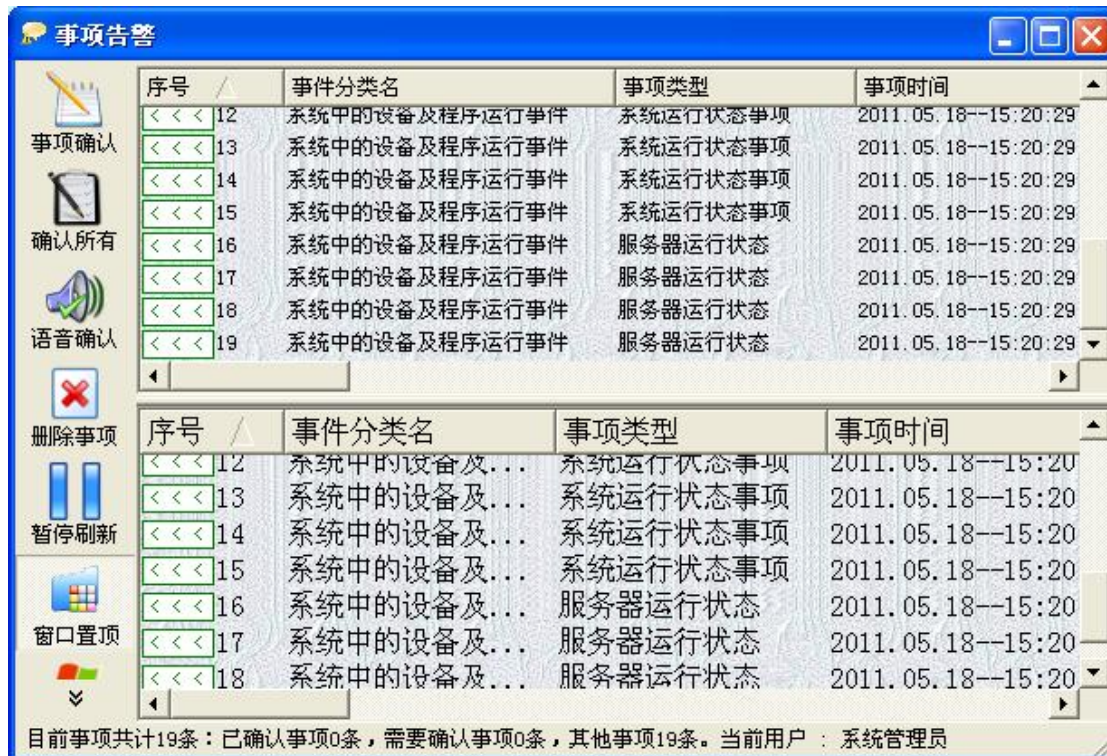 事项告警
事项确认
确认所有
语音确认
删除事项
暂停刷新
窗口置顶
序号 事件分类名 事项类型 事项时间
< < < 12 系统中的设备及程序运行事件 系统运行状态事项 2011.05.18--15:20:29
< < < 13 系统中的设备及程序运行事件 系统运行状态事项 2011.05.18--15:20:29
< < < 14 系统中的设备及程序运行事件 系统运行状态事项 2011.05.18--15:20:29
< < < 15 系统中的设备及程序运行事件 系统运行状态事项 2011.05.18--15:20:29
< < < 16 系统中的设备及程序运行事件 服务器运行状态 2011.05.18--15:20:29
< < < 17 系统中的设备及程序运行事件 服务器运行状态 2011.05.18--15:20:29
< < < 18 系统中的设备及程序运行事件 服务器运行状态 2011.05.18--15:20:29
< < < 19 系统中的设备及程序运行事件 服务器运行状态 2011.05.18--15:20:29
序号 事件分类名 事项类型 事项时间
< < < 12 系统中的设备及... 系统运行状态事项 2011.05.18--15:20
< < < 13 系统中的设备及... 系统运行状态事项 2011.05.18--15:20
< < < 14 系统中的设备及... 系统运行状态事项 2011.05.18--15:20
< < < 15 系统中的设备及... 系统运行状态事项 2011.05.18--15:20
< < < 16 系统中的设备及... 服务器运行状态 2011.05.18--15:20
< < < 17 系统中的设备及... 服务器运行状态 2011.05.18--15:20
< < < 18 系统中的设备及... 服务器运行状态 2011.05.18--15:20
目前事项共计19条：已确认事项0条，需要确认事项0条，其他事项19条。当前用户 : 系统管理员